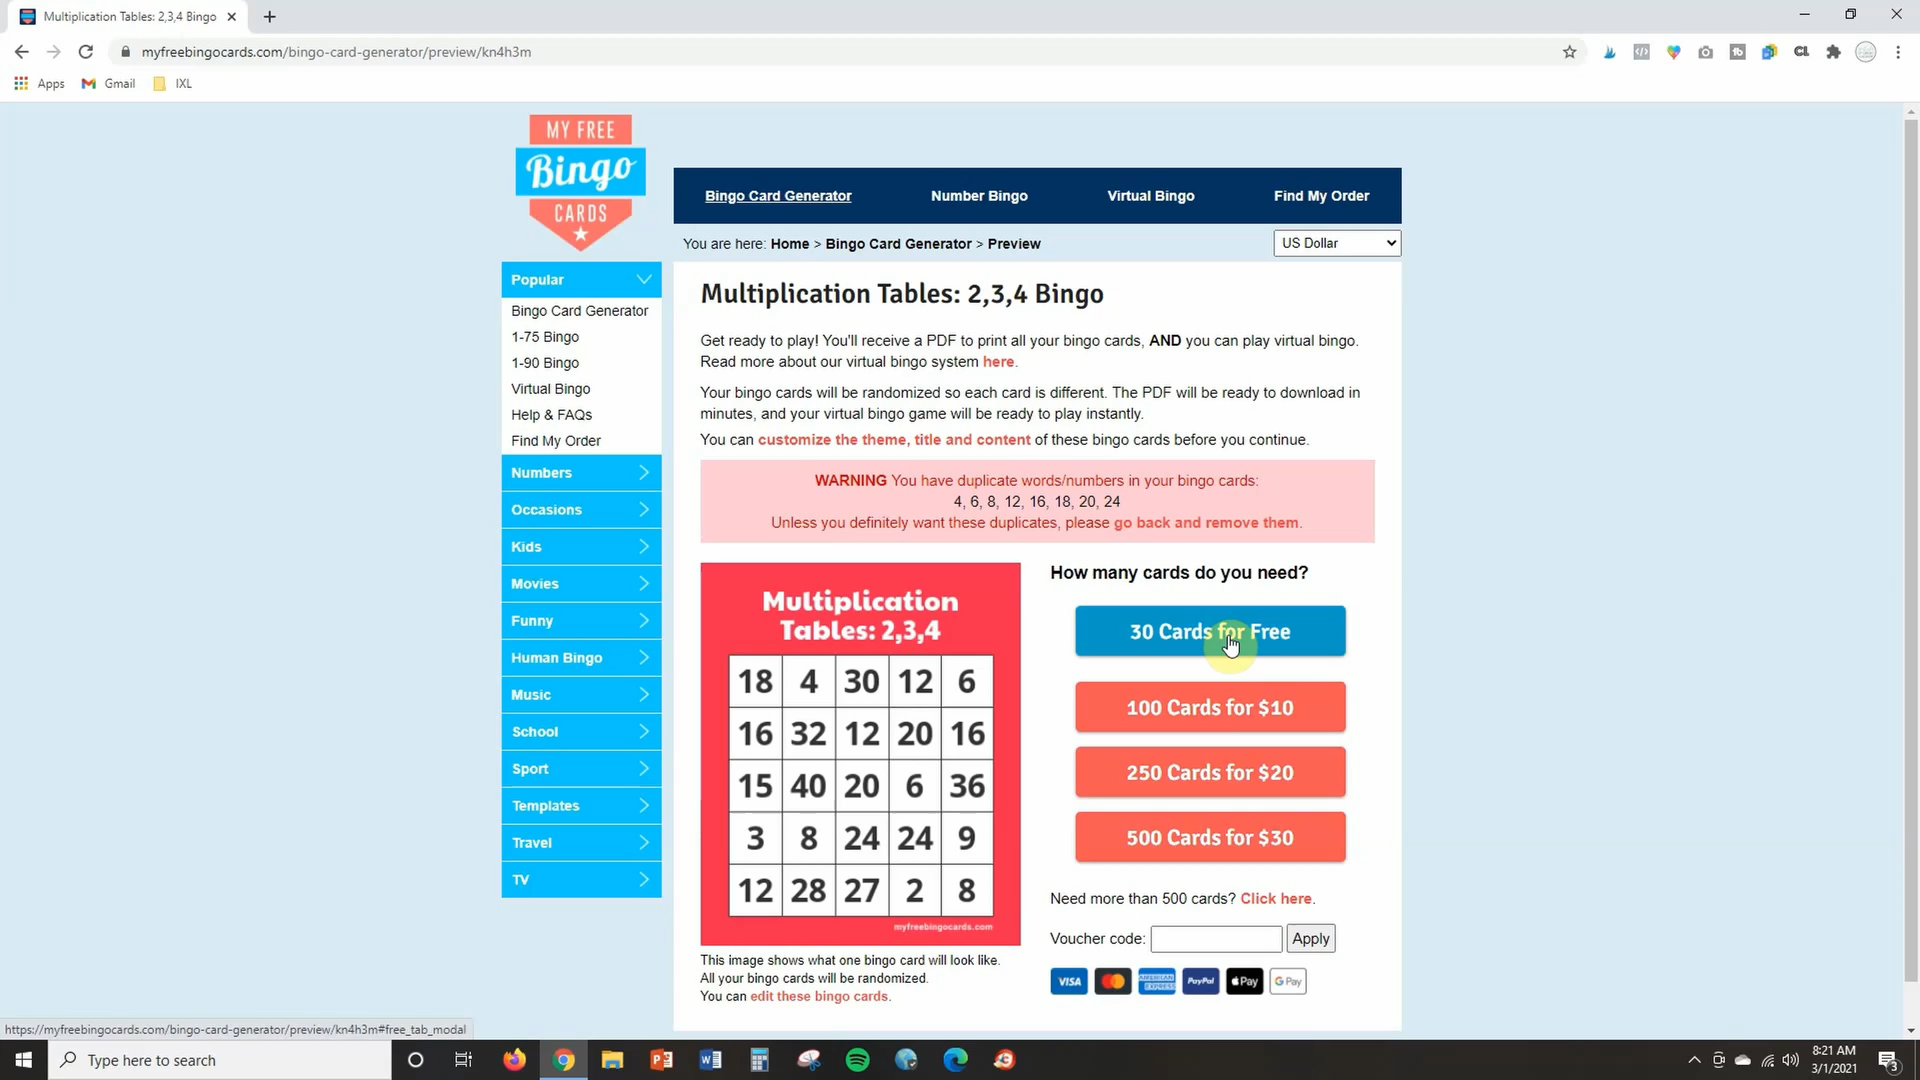 Multiplication Tables: 2,3,4 Bingo
myfreebingocards.com/bingo-card-generator/preview/kn4h3m
Apps
Gmail
IXL
MY FREE
Bingo
CARDS
Bingo Card Generator
Number Bingo
Virtual Bingo
Find My Order
You are here: Home > Bingo Card Generator > Preview
US Dollar
Popular
Bingo Card Generator
1-75 Bingo
1-90 Bingo
Virtual Bingo
Help & FAQs
Find My Order
Numbers
Occasions
Kids
Movies
Funny
Human Bingo
Music
School
Sport
Templates
Travel
TV
Multiplication Tables: 2,3,4 Bingo
Get ready to play! You'll receive a PDF to print all your bingo cards, AND you can play virtual bingo.
Read more about our virtual bingo system here.
Your bingo cards will be randomized so each card is different. The PDF will be ready to download in
minutes, and your virtual bingo game will be ready to play instantly.
You can customize the theme, title and content of these bingo cards before you continue.
WARNING You have duplicate words/numbers in your bingo cards:
4, 6, 8, 12, 16, 18, 20, 24
Unless you definitely want these duplicates, please go back and remove them.
Multiplication
Tables: 2,3,4
18 4 30 12 6
16 32 12 20 16
15 40 20 6 36
3 8 24 24 9
12 28 27 2 8
myfreebingocards.com
This image shows what one bingo card will look like.
All your bingo cards will be randomized.
You can edit these bingo cards.
How many cards do you need?
30 Cards for Free
100 Cards for $10
250 Cards for $20
500 Cards for $30
Need more than 500 cards? Click here.
Voucher code:
Apply
VISA
AMERICAN EXPRESS
PayPal
Pay
G Pay
https://myfreebingocards.com/bingo-card-generator/preview/kn4h3m#free_tab_modal
Type here to search
8:21 AM
3/1/2021
3